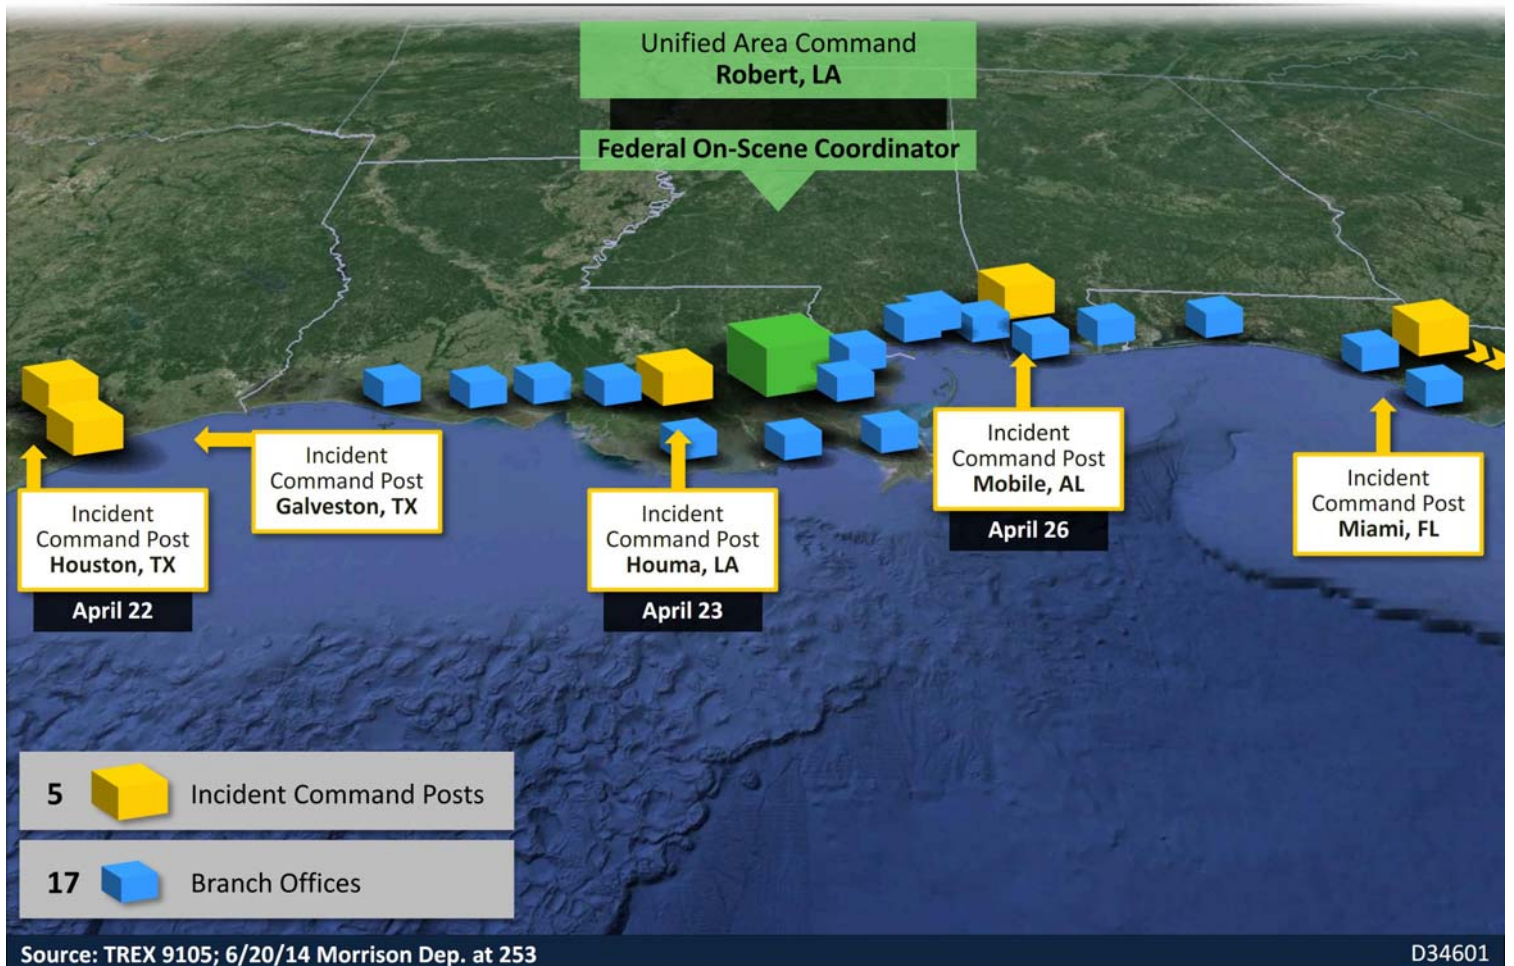 Unified Area Command
Robert, LA
Federal On-Scene Coordinator
Incident
Command Post
Houston, TX
April 22
Incident
Command Post
Galveston, TX
Incident
Command Post
Houma, LA
April 23
Incident
Command Post
Mobile, AL
April 26
Incident
Command Post
Miami, FL
5 Incident Command Posts
17 Branch Offices
Source: TREX 9105; 6/20/14 Morrison Dep. at 253
D34601